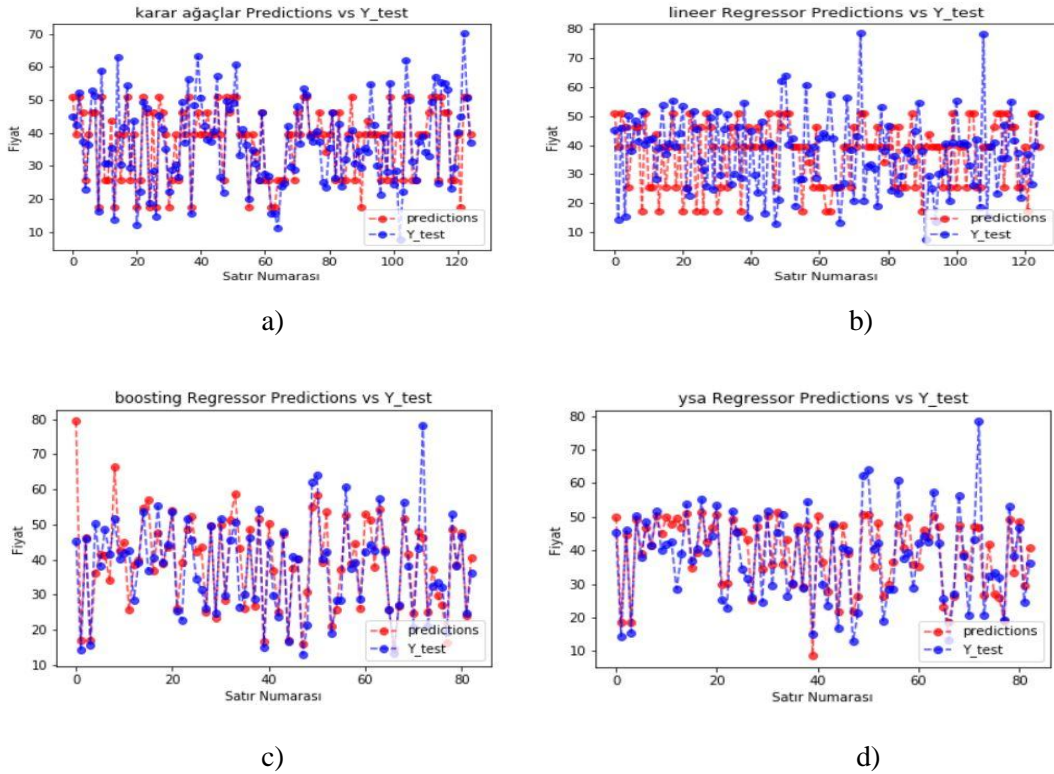 karar ağaçlar Predictions vs Y_test
70
60
50
40
30
20
10
Fiyat
0 20 40 60 80 100 120
Satır Numarası
predictions
Y_test
a)
lineer Regressor Predictions vs Y_test
80
70
60
50
40
30
20
10
Fiyat
0 20 40 60 80 100 120
Satır Numarası
predictions
Y_test
b)
boosting Regressor Predictions vs Y_test
80
70
60
50
40
30
20
10
Fiyat
0 20 40 60 80
Satır Numarası
predictions
Y_test
c)
ysa Regressor Predictions vs Y_test
80
70
60
50
40
30
20
10
Fiyat
0 20 40 60 80
Satır Numarası
predictions
Y_test
d)